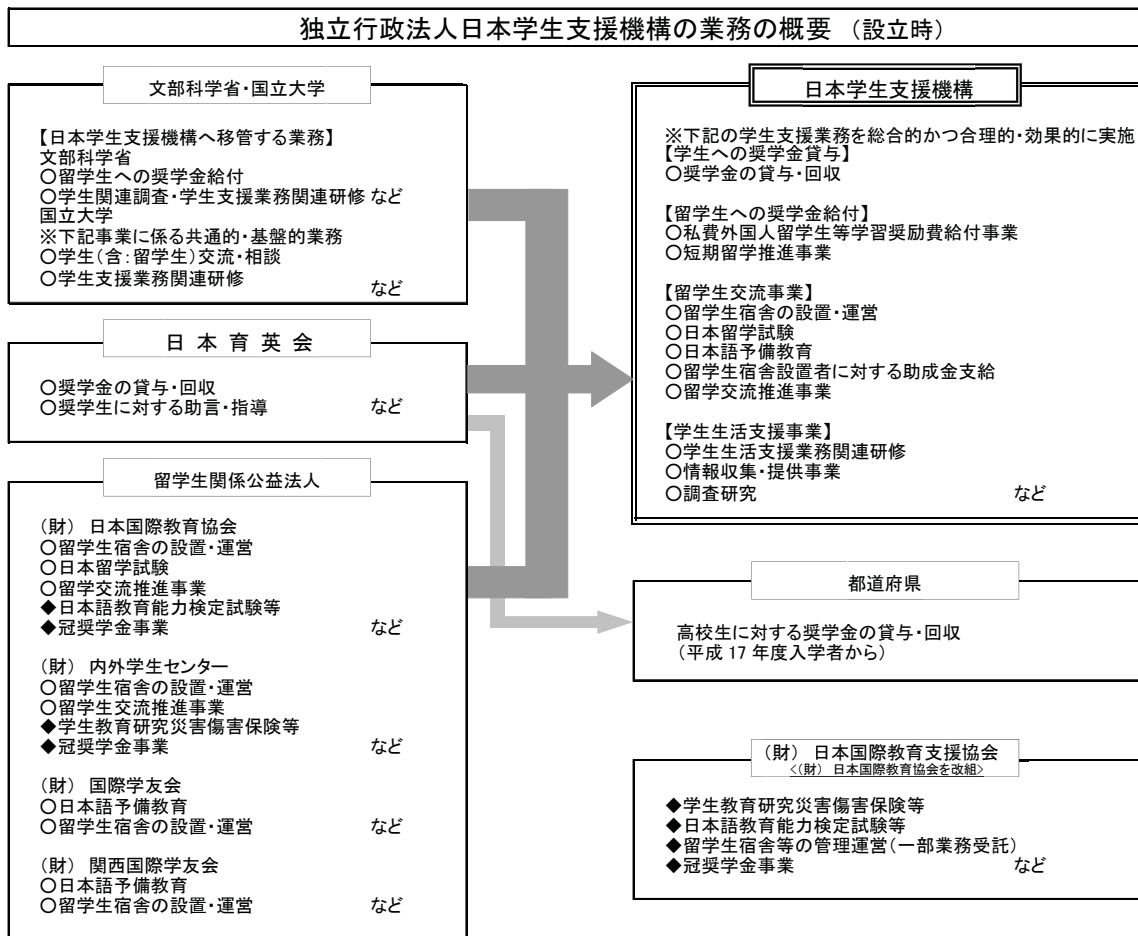 独立行政法人日本学生支援機構の業務の概要 （設立時）
文部科学省・国立大学
【日本学生支援機構へ移管する業務】
文部科学省
○留学生への奨学金給付
○学生関連調査・学生支援業務関連研修 など
国立大学
※下記事業に係る共通的・基盤的業務
○学生（含：留学生）交流・相談
○学生支援業務関連研修 など
日 本 育 英 会
○奨学金の貸与・回収
○奨学生に対する助言・指導 など
留学生関係公益法人
（財） 日本国際教育協会
○留学生宿舎の設置・運営
○日本留学試験
○留学交流推進事業
◆日本語教育能力検定試験等
◆冠奨学金事業 など
（財） 内外学生センター
○留学生宿舎の設置・運営
○留学生交流推進事業
◆学生教育研究災害傷害保険等
◆冠奨学金事業 など
（財） 国際学友会
○日本語予備教育
○留学生宿舎の設置・運営 など
（財） 関西国際学友会
○日本語予備教育
○留学生宿舎の設置・運営 など
日本学生支援機構
※下記の学生支援業務を総合的かつ合理的・効果的に実施
【学生への奨学金貸与】
○奨学金の貸与・回収
【留学生への奨学金給付】
○私費外国人留学生等学習奨励費給付事業
○短期留学推進事業
【留学生交流事業】
○留学生宿舎の設置・運営
○日本留学試験
○日本語予備教育
○留学生宿舎設置者に対する助成金支給
○留学交流推進事業
【学生生活支援事業】
○学生生活支援業務関連研修
○情報収集・提供事業
○調査研究 など
都道府県
高校生に対する奨学金の貸与・回収
（平成 17 年度入学者から）
（財） 日本国際教育支援協会
<（財） 日本国際教育協会を改組>
◆学生教育研究災害傷害保険等
◆日本語教育能力検定試験等
◆留学生宿舎等の管理運営（一部業務受託）
◆冠奨学金事業 など